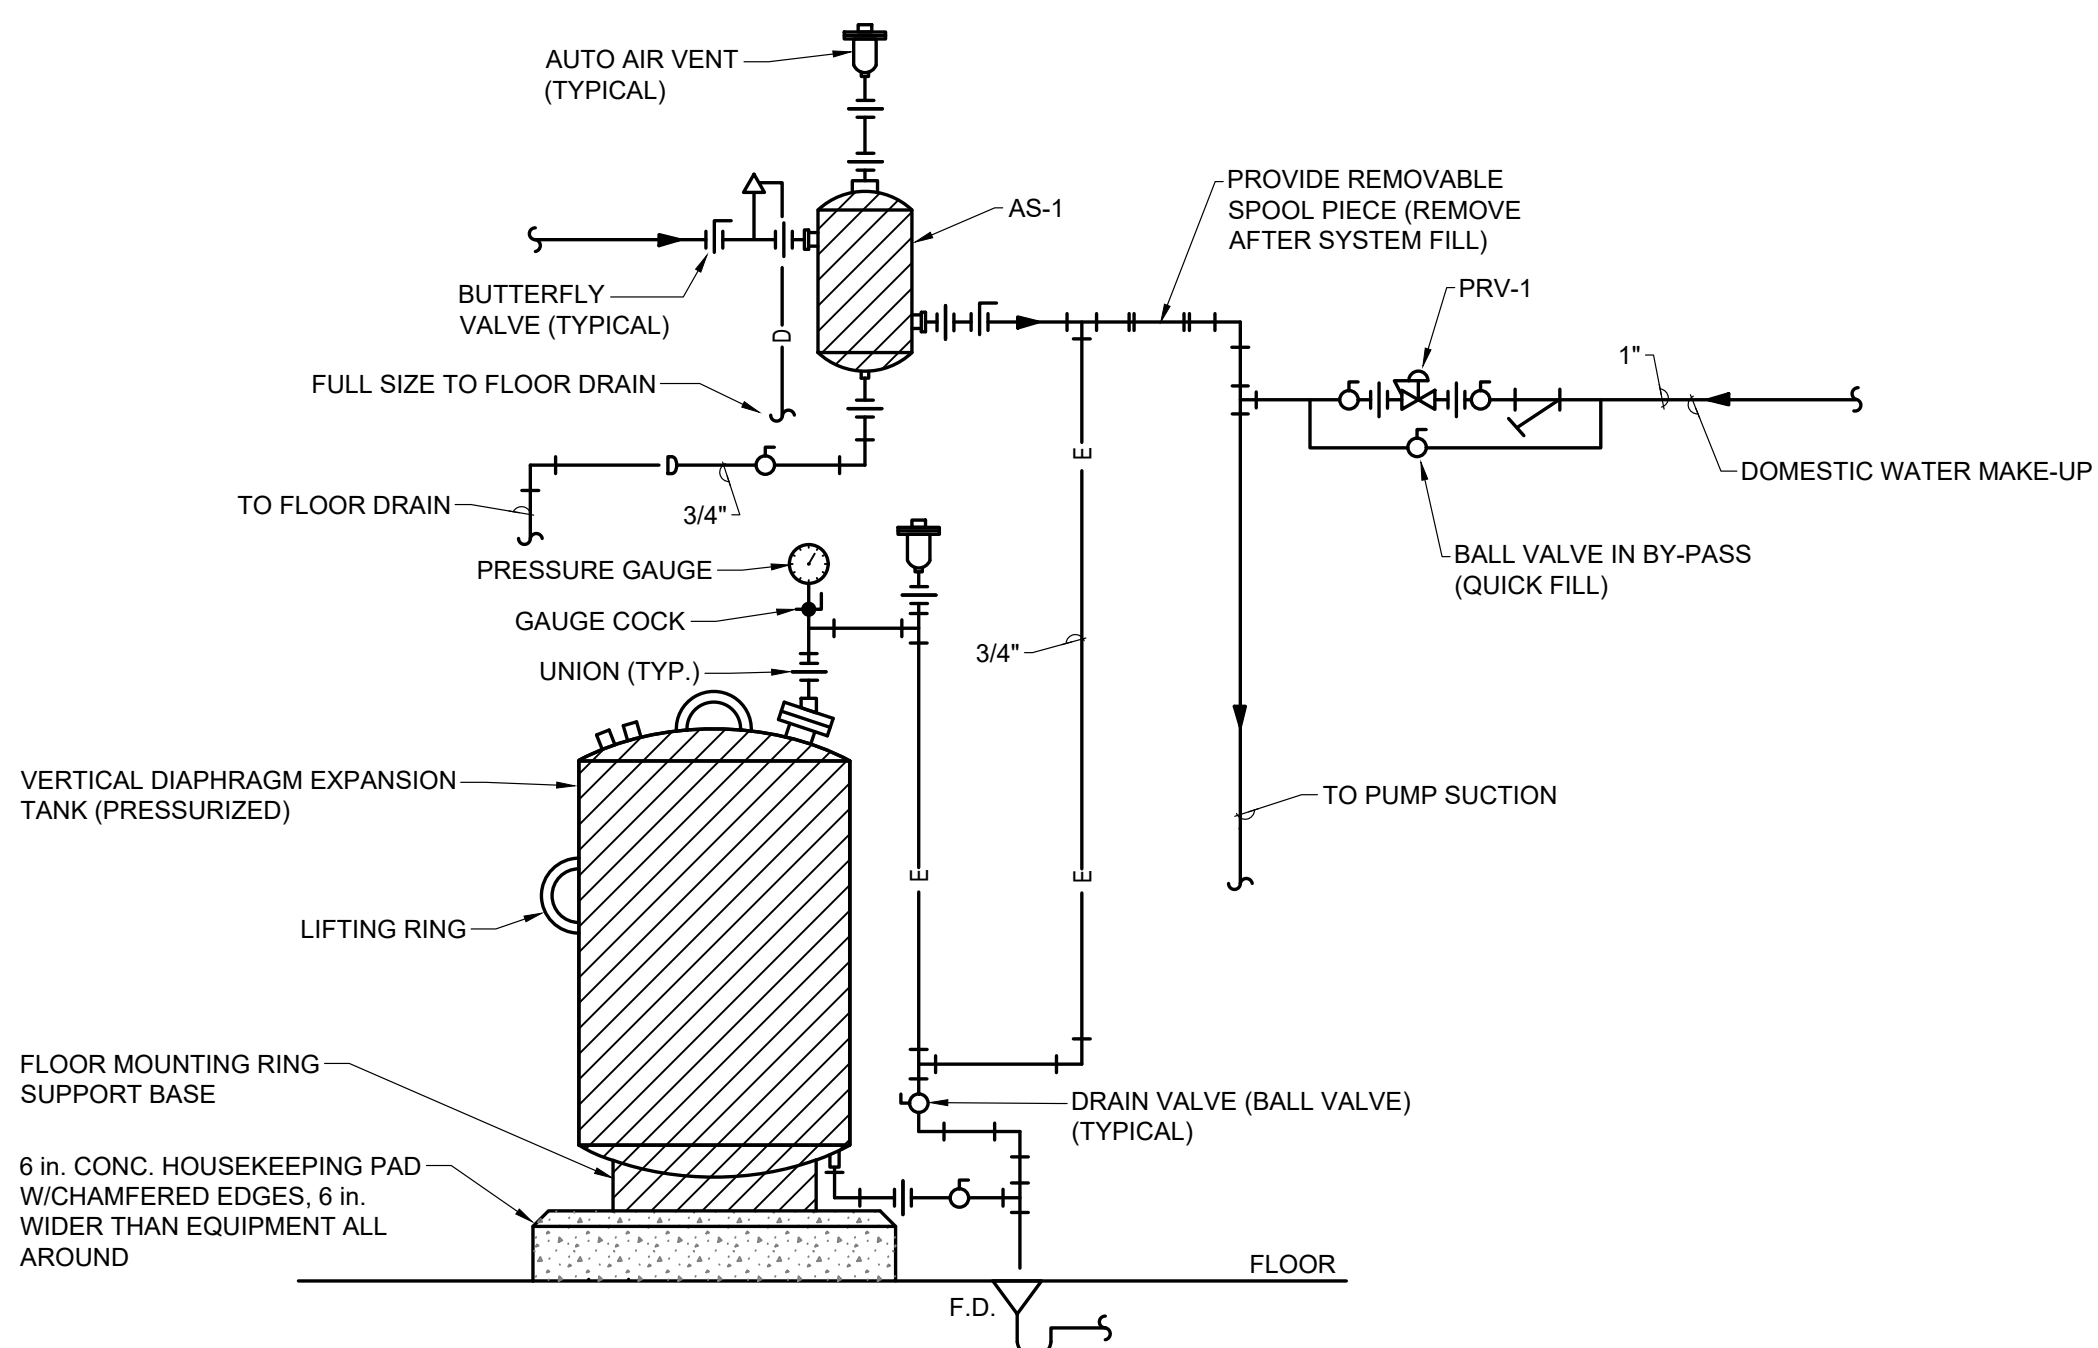 AUTO AIR VENT
(TYPICAL)
PROVIDE REMOVABLE
SPOOL PIECE (REMOVE
AFTER SYSTEM FILL)
AS-1
BUTTERFLY
VALVE (TYPICAL)
PRV-1
D
1"
FULL SIZE TO FLOOR DRAIN
E
DOMESTIC WATER MAKE-UP
TO FLOOR DRAIN
3/4"
BALL VALVE IN BY-PASS
(QUICK FILL)
PRESSURE GAUGE
GAUGE COCK
3/4"
UNION (TYP.)
VERTICAL DIAPHRAGM EXPANSION
TANK (PRESSURIZED)
TO PUMP SUCTION
E
E
LIFTING RING
FLOOR MOUNTING RING
SUPPORT BASE
DRAIN VALVE (BALL VALVE)
(TYPICAL)
6 in. CONC. HOUSEKEEPING PAD
W/CHAMFERED EDGES, 6 in.
WIDER THAN EQUIPMENT ALL
AROUND
FLOOR
F.D.